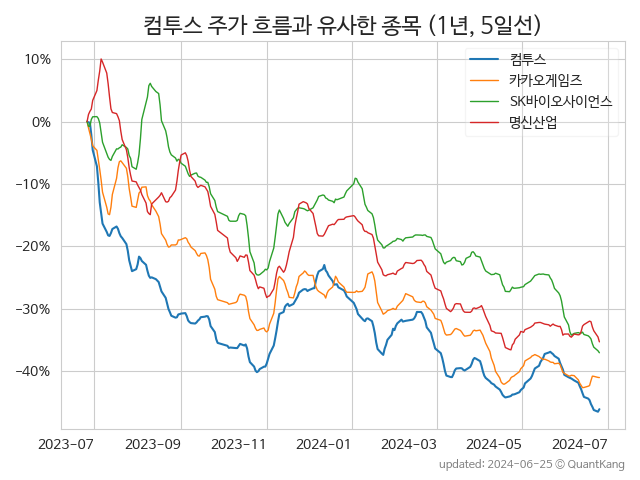 컴투스 주가 흐름과 유사한 종목 (1년, 5일선)
컴투스
카카오게임즈
SK바이오사이언스
명신산업
10%
0%
−10%
−20%
−30%
−40%
2023-07 2023-09 2023-11 2024-01 2024-03 2024-05 2024-07
updated: 2024-06-25 © QuantKang